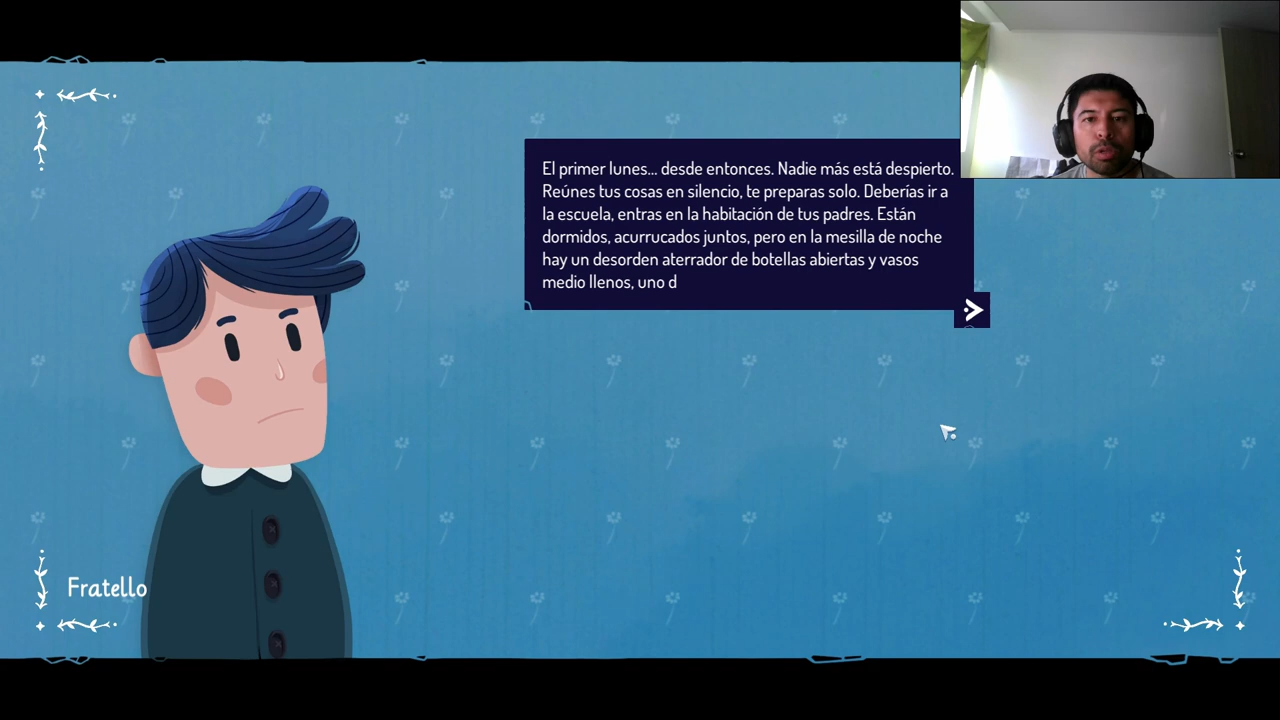 El primer lunes... desde entonces. Nadie más está despierto.
Reúnes tus cosas en silencio, te preparas solo. Deberías ir a
la escuela, entras en la habitación de tus padres. Están
dormidos, acurrucados juntos, pero en la mesilla de noche
hay un desorden aterrador de botellas abiertas y vasos
medio llenos, uno d
Fratello